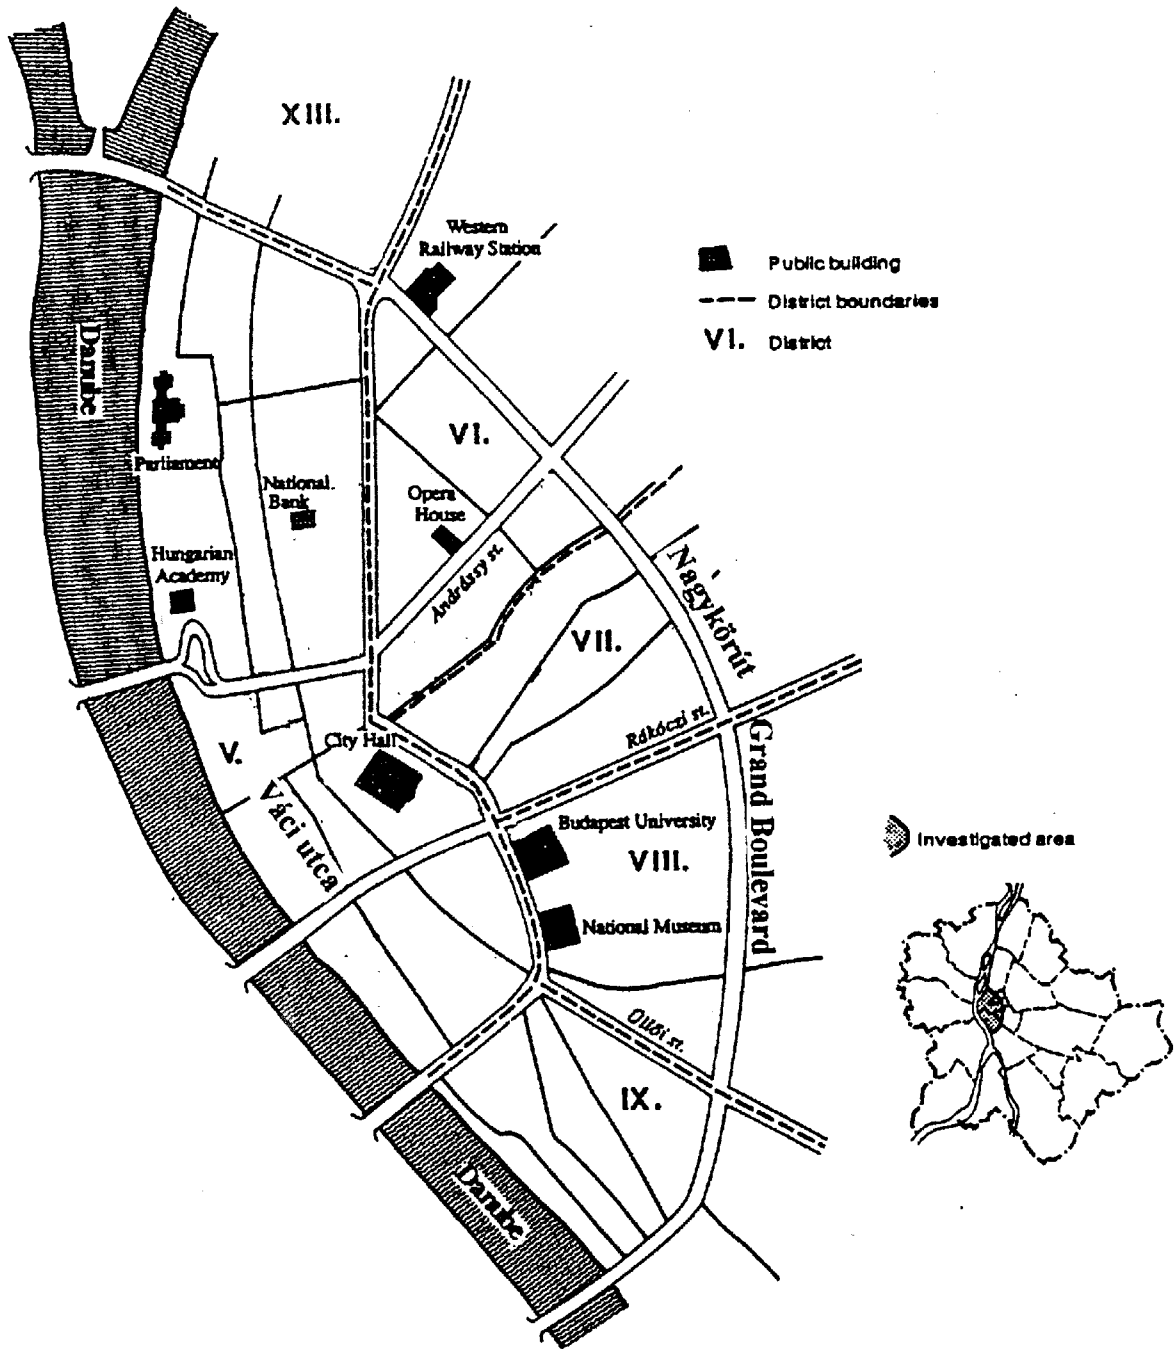 XIII.
Western
Railway Station
Public building
District boundaries
VI. District
Danube
VI.
Parliament
National
Bank
Opera
House
Hungarian
Academy
Andrássy st.
Nagykörút
VII.
Rákóczi st.
V.
City Hall
Váci utca
Grand Boulevard
Budapest University
VIII.
Investigated area
National Museum
Üllői st.
IX.
Danube